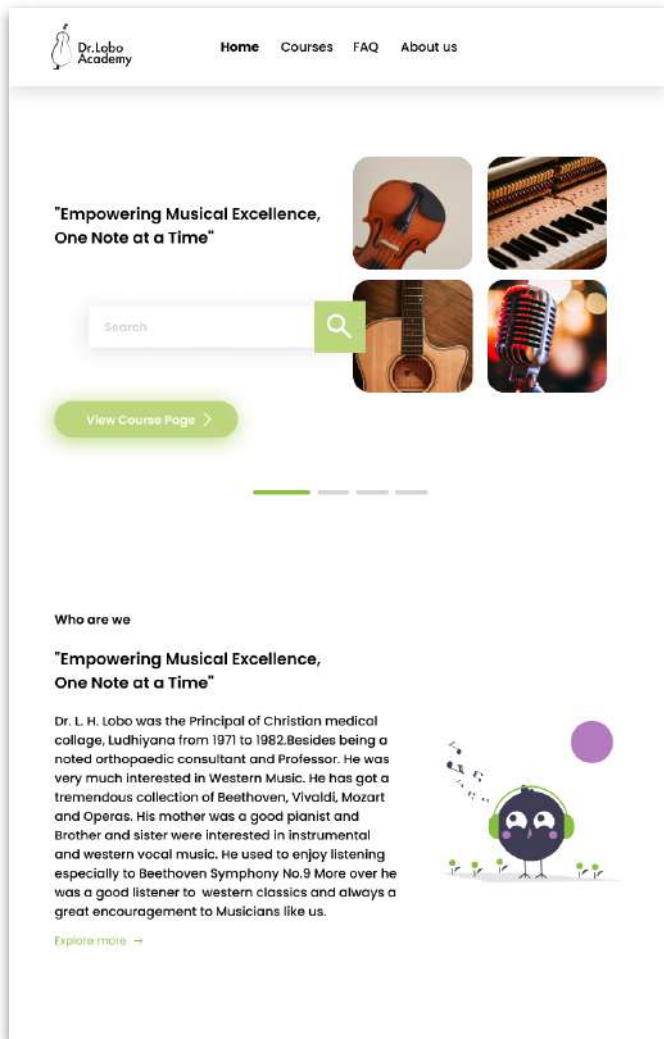 Dr.Lobo
Academy
Home Courses FAQ About us
"Empowering Musical Excellence,
One Note at a Time"
Search
View Course Page
Who are we
"Empowering Musical Excellence,
One Note at a Time"
Dr. L. H. Lobo was the Principal of Christian medical
collage, Ludhiyana from 1971 to 1982.Besides being a
noted orthopaedic consultant and Professor. He was
very much interested in Western Music. He has got a
tremendous collection of Beethoven, Vivaldi, Mozart
and Operas. His mother was a good pianist and
Brother and sister were interested in instrumental
and western vocal music. He used to enjoy listening
especially to Beethoven Symphony No.9 More over he
was a good listener to western classics and always a
great encouragement to Musicians like us.
Explore more →